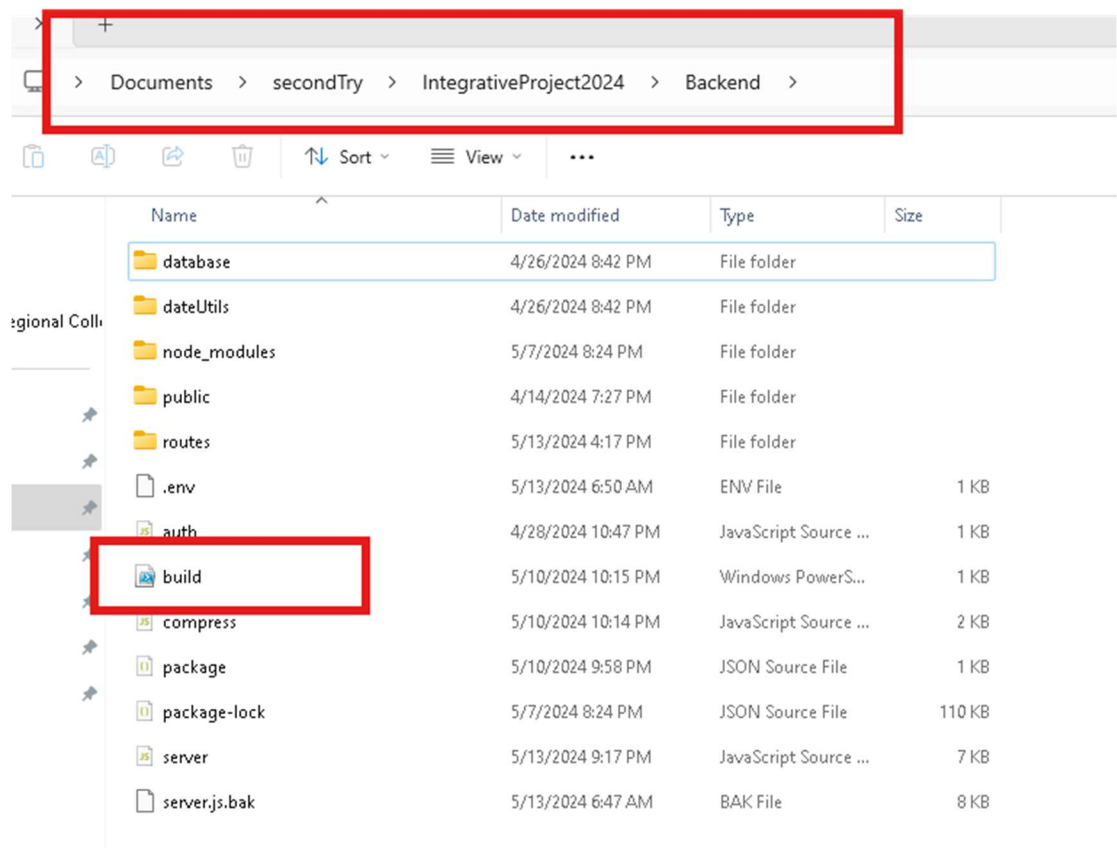 Documents > secondTry > IntegrativeProject2024 > Backend >
Sort View ...
Name Date modified Type Size
database 4/26/2024 8:42 PM File folder
dateUtils 4/26/2024 8:42 PM File folder
egional Coll
node_modules 5/7/2024 8:24 PM File folder
public 4/14/2024 7:27 PM File folder
routes 5/13/2024 4:17 PM File folder
.env 5/13/2024 6:50 AM ENV File 1 KB
auth 4/28/2024 10:47 PM JavaScript Source ... 1 KB
build 5/10/2024 10:15 PM Windows PowerS... 1 KB
compress 5/10/2024 10:14 PM JavaScript Source ... 2 KB
package 5/10/2024 9:58 PM JSON Source File 1 KB
package-lock 5/7/2024 8:24 PM JSON Source File 110 KB
server 5/13/2024 9:17 PM JavaScript Source ... 7 KB
server.js.bak 5/13/2024 6:47 AM BAK File 8 KB